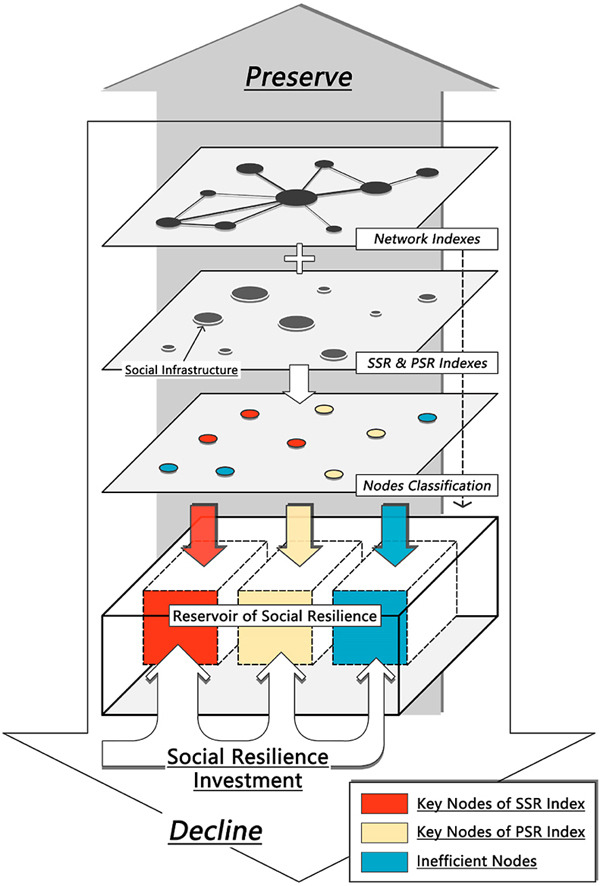 Preserve
Network Indexes
Social Infrastructure
SSR & PSR Indexes
Nodes Classification
Reservoir of Social Resilience
Social Resilience
Investment
Decline
Key Nodes of SSR Index
Key Nodes of PSR Index
Inefficient Nodes